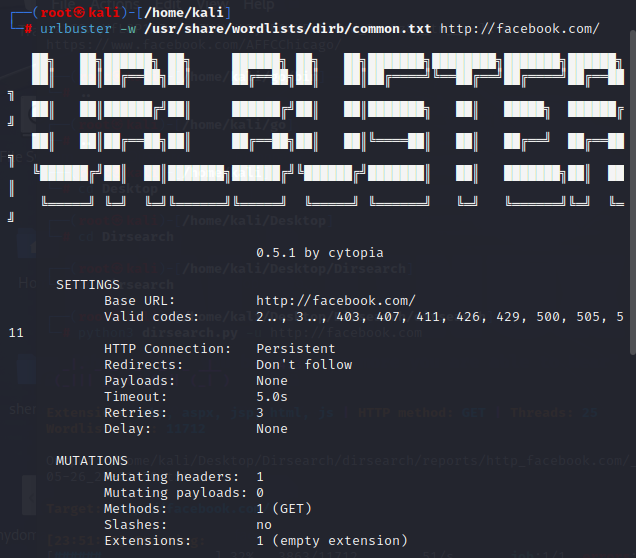 (root㉿kali)-[/home/kali]
# urlbuster -w /usr/share/wordlists/dirb/common.txt http://facebook.com/
0.5.1 by cytopia
SETTINGS
Base URL: http://facebook.com/
Valid codes: 2.., 3.., 403, 407, 411, 426, 429, 500, 505, 5
11
HTTP Connection: Persistent
Redirects: Don't follow
Payloads: None
Timeout: 5.0s
Retries: 3
Delay: None
MUTATIONS
Mutating headers: 1
Mutating payloads: 0
Methods: 1 (GET)
Slashes: no
Extensions: 1 (empty extension)